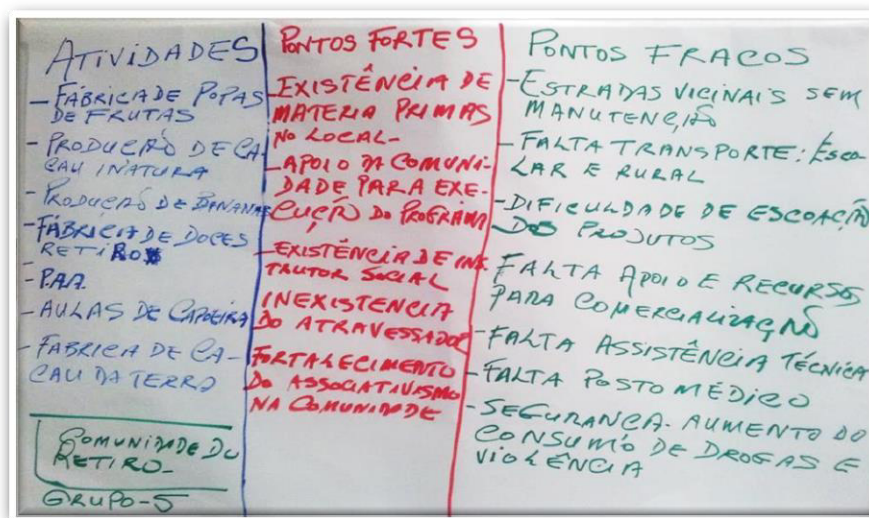 ATIVIDADES
- FÁBRICA DE POPAS
DE FRUTAS
- PRODUCÃO DE CA-
CAU INATURA
- PRODUCÃO DE BANANAS
- FÁBRICA DE DOCES
RETIRO
- PAA
- AULAS DE CAPOEIRA
- FABRICA DE CA-
CAU DA TERRA
COMUNIDADE DO
RETIRO-
GRUPO-5
PONTOS FORTES
- EXISTÊNCIA DE
MATERIA PRIMAS
NO LOCAL-
- APOIO DA COMUNI-
DADE PARA EXE-
CUÇÃO DO PROGRAMA
- EXISTÊNCIA DE INS
TRUTOR SOCIAL
INEXISTENCIA
DO ATRAVESSADOR
FORTALECIMENTO
DO ASSOCIATIVISMO
NA COMUNIDADE
PONTOS FRACOS
- ESTRADAS VICINAIS SEM
MANUTENÇÃO
- FALTA TRANSPORTE: ESCO-
LAR E RURAL
- DIFICULDADE DE ESCOAÇÃO
DOS PRODUTOS
FALTA APOIO E RECURSOS
PARA COMERCIALIZAÇÃO
- FALTA ASSISTÊNCIA TÉCNICA
- FALTA POSTO MÉDICO
- SEGURANCA- AUMENTO DO
CONSUMO DE DROGAS E
VIOLÊNCIA